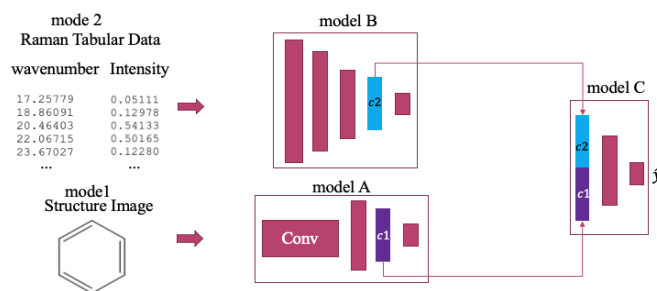 mode 2
Raman Tabular Data
wavenumber Intensity
17.25779 0.05111
18.86091 0.12978
20.46403 0.54133
22.06715 0.50165
23.67027 0.12280
... ...
mode1
Structure Image
model B
c2
model A
Conv
c1
model C
c2
c1